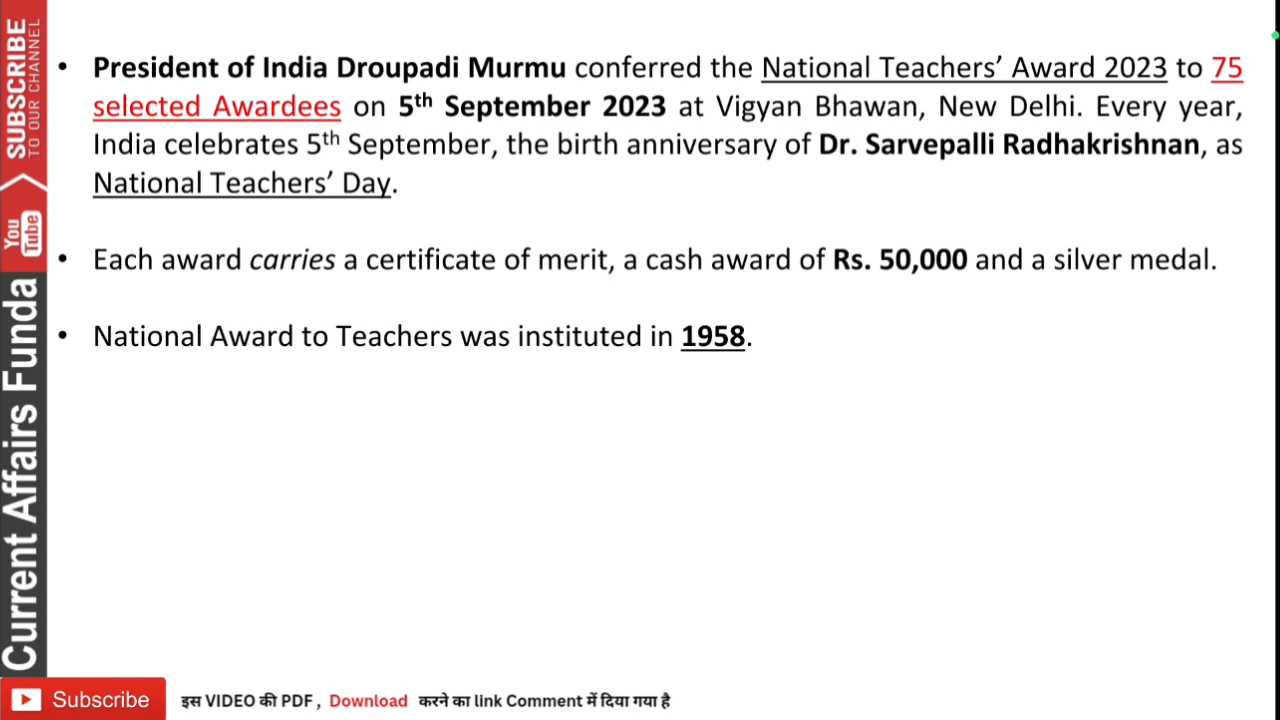 • President of India Droupadi Murmu conferred the National Teachers’ Award 2023 to 75
selected Awardees on 5th September 2023 at Vigyan Bhawan, New Delhi. Every year,
India celebrates 5th September, the birth anniversary of Dr. Sarvepalli Radhakrishnan, as
National Teachers’ Day.
• Each award carries a certificate of merit, a cash award of Rs. 50,000 and a silver medal.
• National Award to Teachers was instituted in 1958.
SUBSCRIBE
TO OUR CHANNEL
You
Tube
Current Affairs Funda
Subscribe
इस VIDEO की PDF , Download करने का link Comment में दिया गया है